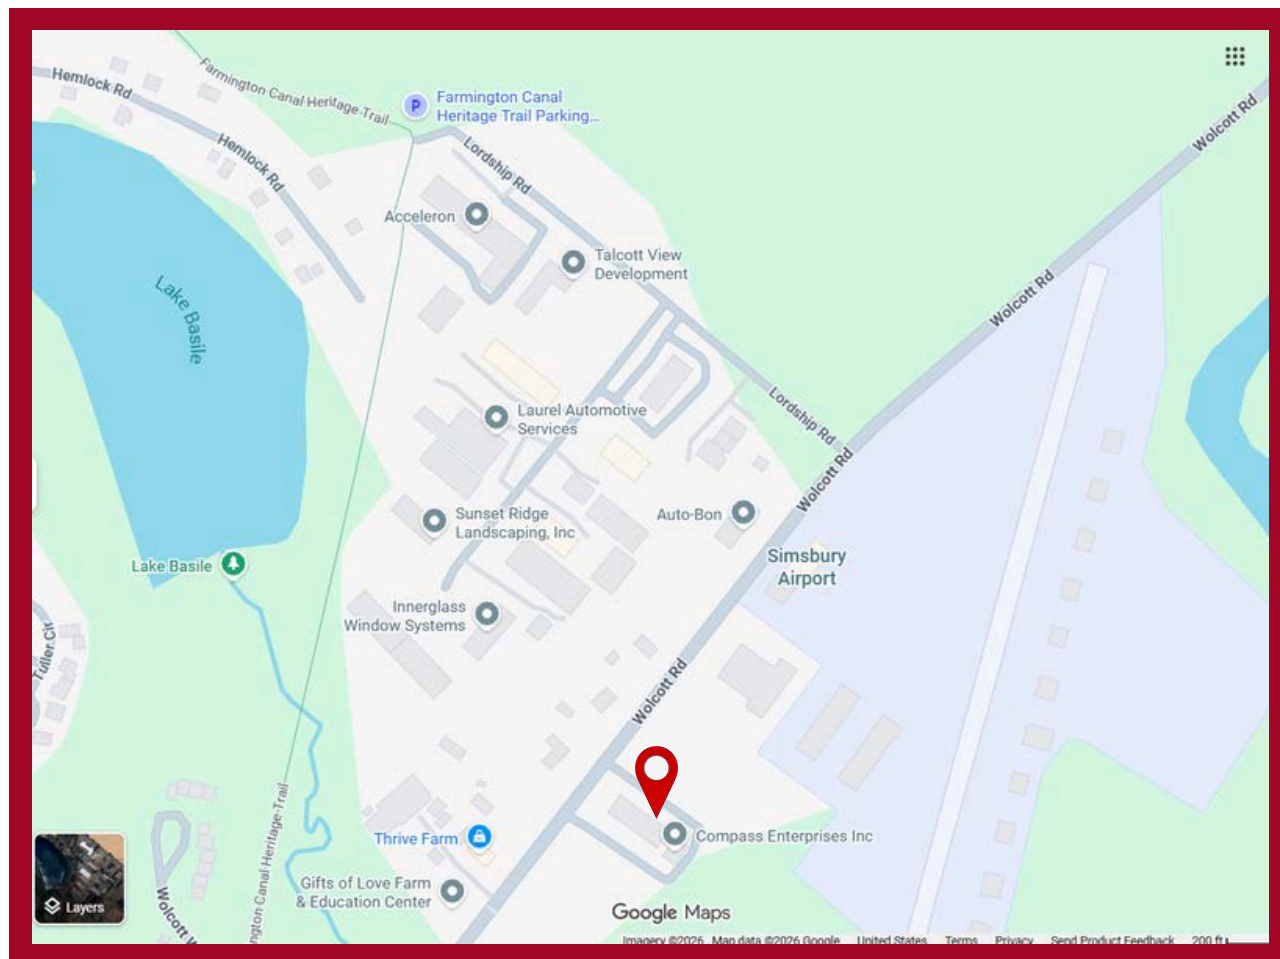 Hemlock Rd
Farmington Canal Heritage Trail
P
Farmington Canal
Heritage Trail Parking...
Wolcott Rd
Hemlock Rd
Lordship Rd
Acceleron
Talcott View
Development
Wolcott Rd
Lake Basile
Laurel Automotive
Services
Lordship Rd
Wolcott Rd
Sunset Ridge
Landscaping, Inc
Auto-Bon
Simsbury
Airport
Lake Basile
Innerglass
Window Systems
Tuller Cir
Wolcott Rd
Thrive Farm
Compass Enterprises Inc
Gifts of Love Farm
& Education Center
ngton Canal Heritage Trail
Layers
Wolcott
Google Maps
Imagery ©2026 , Map data ©2026 Google United States Terms Privacy Send Product Feedback 200 ft